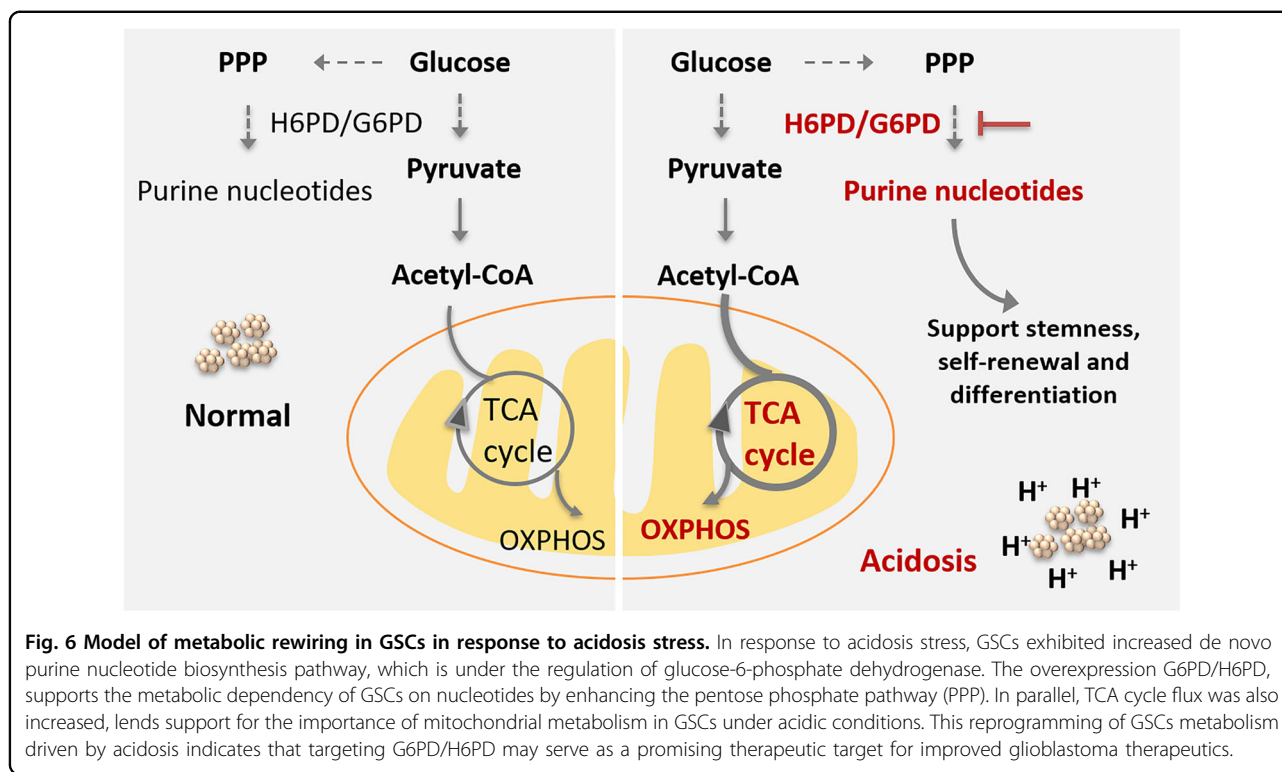 PPP
Glucose
H6PD/G6PD
Purine nucleotides
Pyruvate
Acetyl-CoA
Normal
TCA
cycle
OXPHOS
Glucose
PPP
H6PD/G6PD
Pyruvate
Purine nucleotides
Acetyl-CoA
Support stemness,
self-renewal and
differentiation
TCA
cycle
OXPHOS
Acidosis
H⁺
H⁺
H⁺
H⁺
H⁺
H⁺
Fig. 6 Model of metabolic rewiring in GSCs in response to acidosis stress. In response to acidosis stress, GSCs exhibited increased de novo
purine nucleotide biosynthesis pathway, which is under the regulation of glucose-6-phosphate dehydrogenase. The overexpression G6PD/H6PD,
supports the metabolic dependency of GSCs on nucleotides by enhancing the pentose phosphate pathway (PPP). In parallel, TCA cycle flux was also
increased, lends support for the importance of mitochondrial metabolism in GSCs under acidic conditions. This reprogramming of GSCs metabolism
driven by acidosis indicates that targeting G6PD/H6PD may serve as a promising therapeutic target for improved glioblastoma therapeutics.